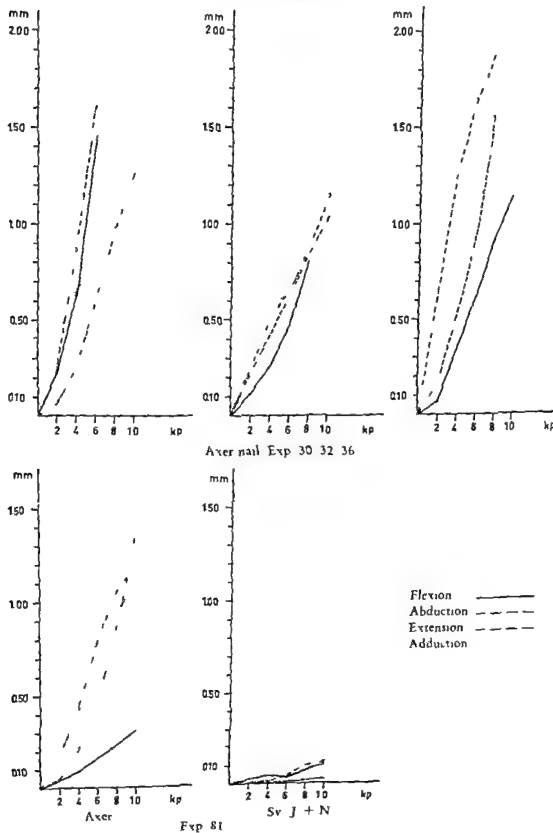 mm mm mm
2.00 2.00 2.00
1.50 1.50 1.50
1.00 1.00 1.00
0.50 0.50 0.50
0.10 0.10 0.10
2 4 6 8 10 kp 2 4 6 8 10 kp 2 4 6 8 10 kp
Axer nail Exp 30 32 36
mm mm
1.50 1.50
1.00 1.00
0.50 0.50
0.10 0.10
2 4 6 8 10 kp 2 4 6 8 10 kp
Axer Sv J + N
Exp 81
Flexion
Abduction
Extension
Adduction